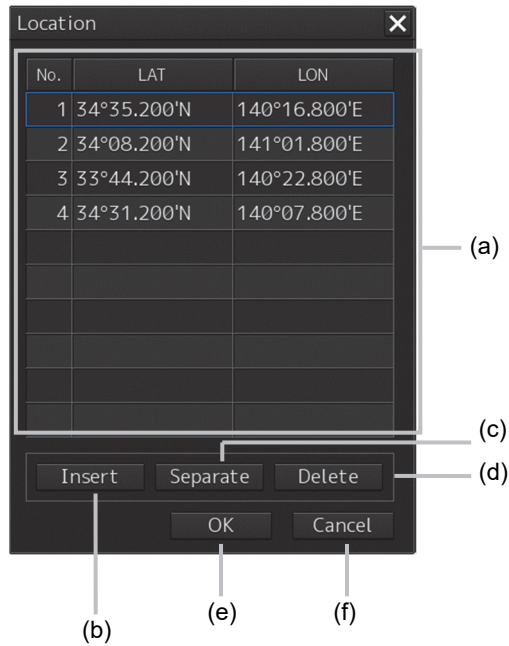 Location
No. LAT LON
1 34°35.200'N 140°16.800'E
2 34°08.200'N 141°01.800'E
3 33°44.200'N 140°22.800'E
4 34°31.200'N 140°07.800'E
(a)
(c)
Insert Separate Delete (d)
OK Cancel
(b) (e) (f)